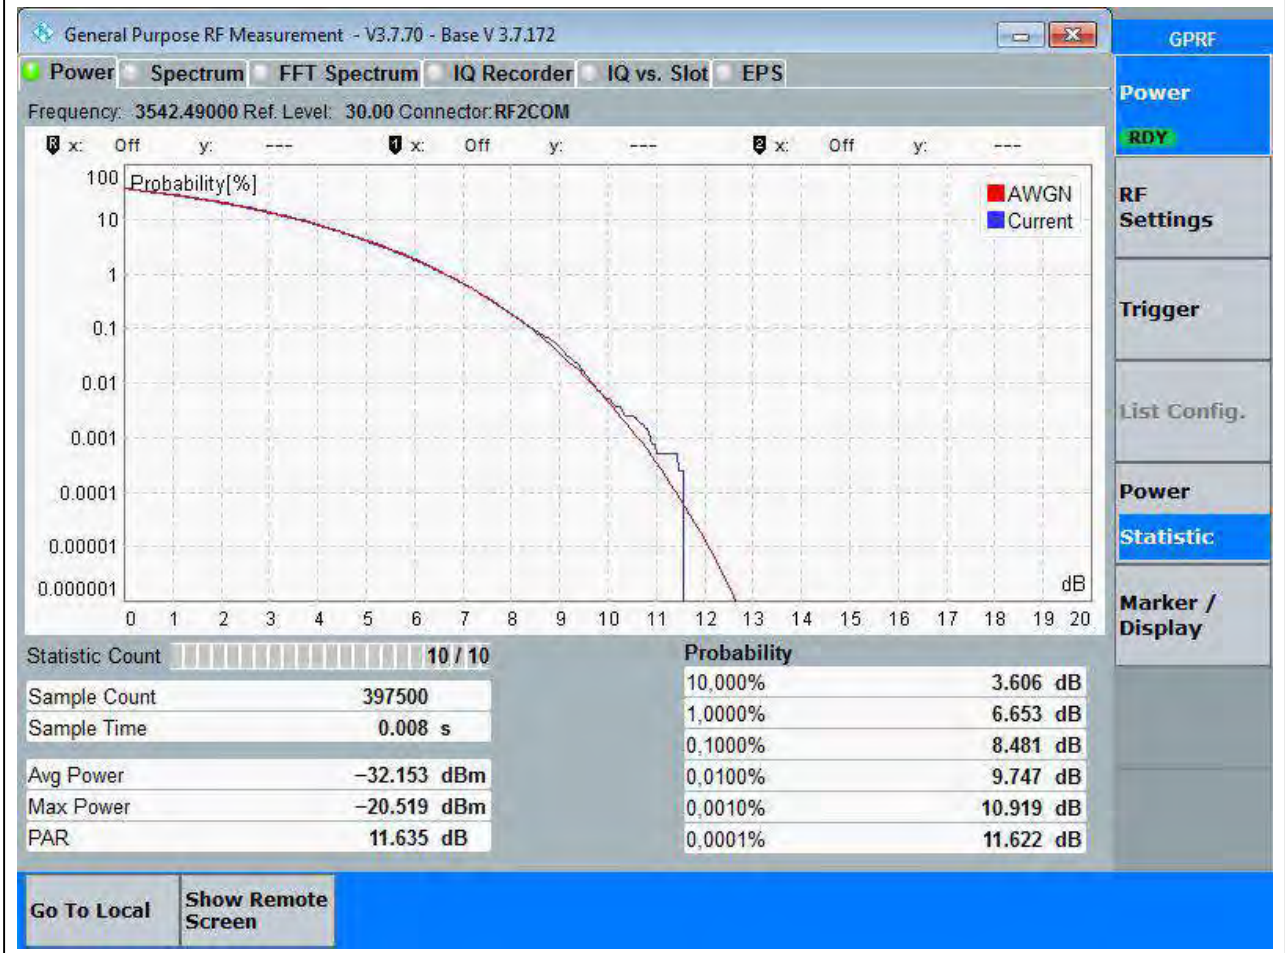 General Purpose RF Measurement - V3.7.70 - Base V 3.7.172
GPRF
Power Spectrum FFT Spectrum IQ Recorder IQ vs. Slot EPS
Frequency: 3542.49000 Ref. Level: 30.00 Connector:RF2COM
R x: Off y: --- 1 x: Off y: --- 2 x: Off y: ---
Probability[%]
AWGN
Current
100
10
1
0.1
0.01
0.001
0.0001
0.00001
0.000001
dB
0 1 2 3 4 5 6 7 8 9 10 11 12 13 14 15 16 17 18 19 20
Statistic Count 10 / 10
Sample Count 397500
Sample Time 0.008 s
Avg Power −32.153 dBm
Max Power −20.519 dBm
PAR 11.635 dB
Probability
10,000% 3.606 dB
1,0000% 6.653 dB
0,1000% 8.481 dB
0,0100% 9.747 dB
0,0010% 10.919 dB
0,0001% 11.622 dB
Power
RDY
RF
Settings
Trigger
List Config.
Power
Statistic
Marker /
Display
Go To Local
Show Remote
Screen